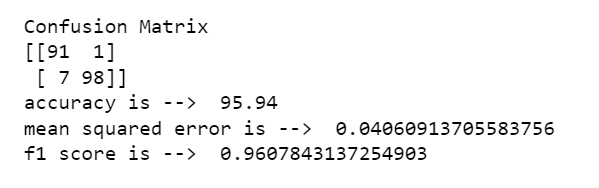 Confusion Matrix
[[91  1]
 [ 7 98]]
accuracy is -->  95.94
mean squared error is -->  0.04060913705583756
f1 score is -->  0.9607843137254903